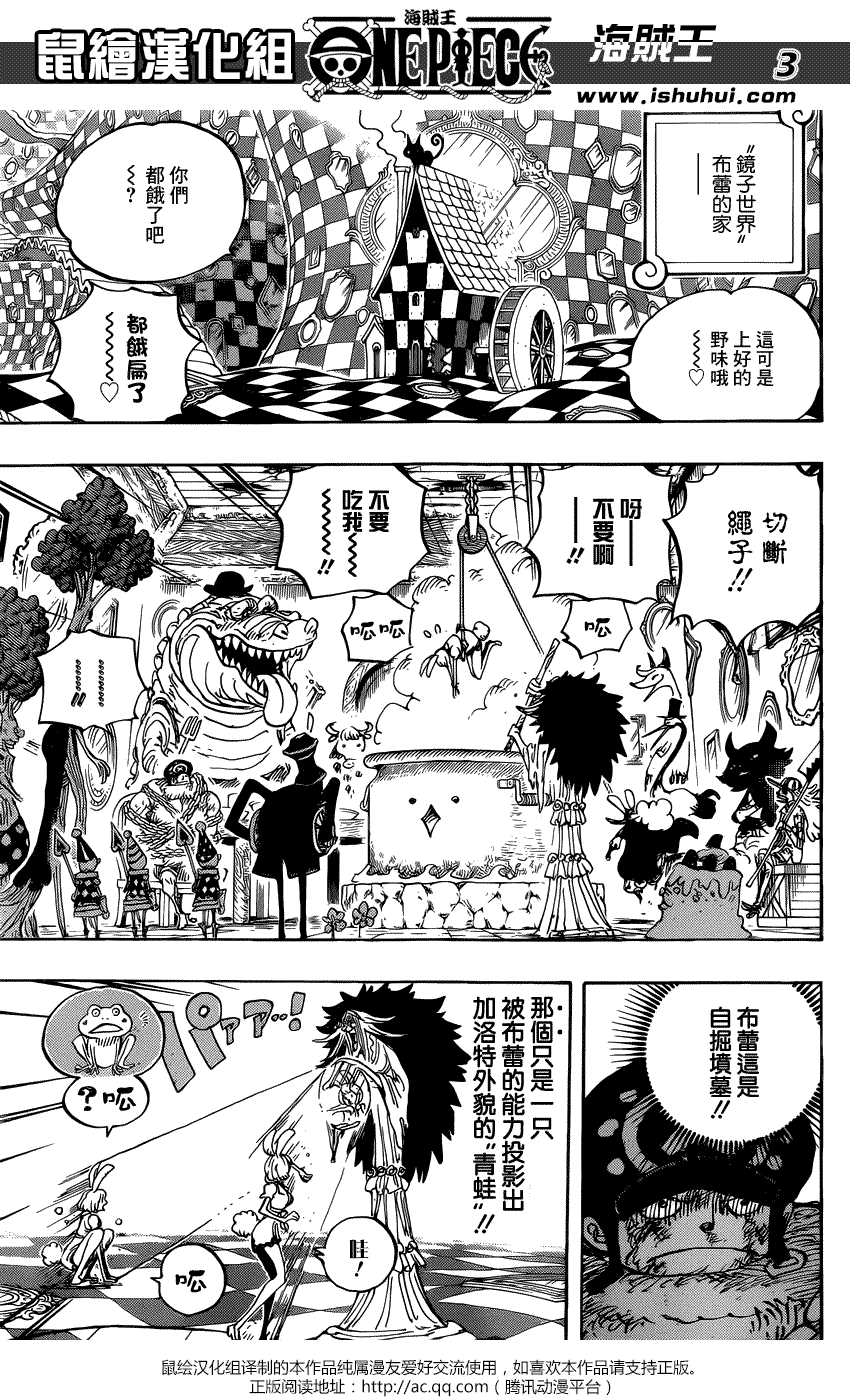 鼠繪漢化組
海賊王
ONE PIECE
海賊王
3
www.ishuhui.com
“鏡子世界”
布蕾的家
——
這可是
上好的
野味哦
～～～♡
你們
都餓了吧
～～?
都餓扁了
～～～♡
切斷
繩子!!
呀——
不要啊
——!!
不要
吃我～～
～～～!!
呱
呱呱
………!!
………!!
布蕾這是
自掘墳墓!!
那個只是一只
被布蕾的能力投影出
加洛特外貌的“青蛙”!!
パァァ…!
呱?
哇!
呱
鼠绘汉化组译制的本作品纯属漫友爱好交流使用，如喜欢本作品请支持正版。
正版阅读地址：http://ac.qq.com（腾讯动漫平台）